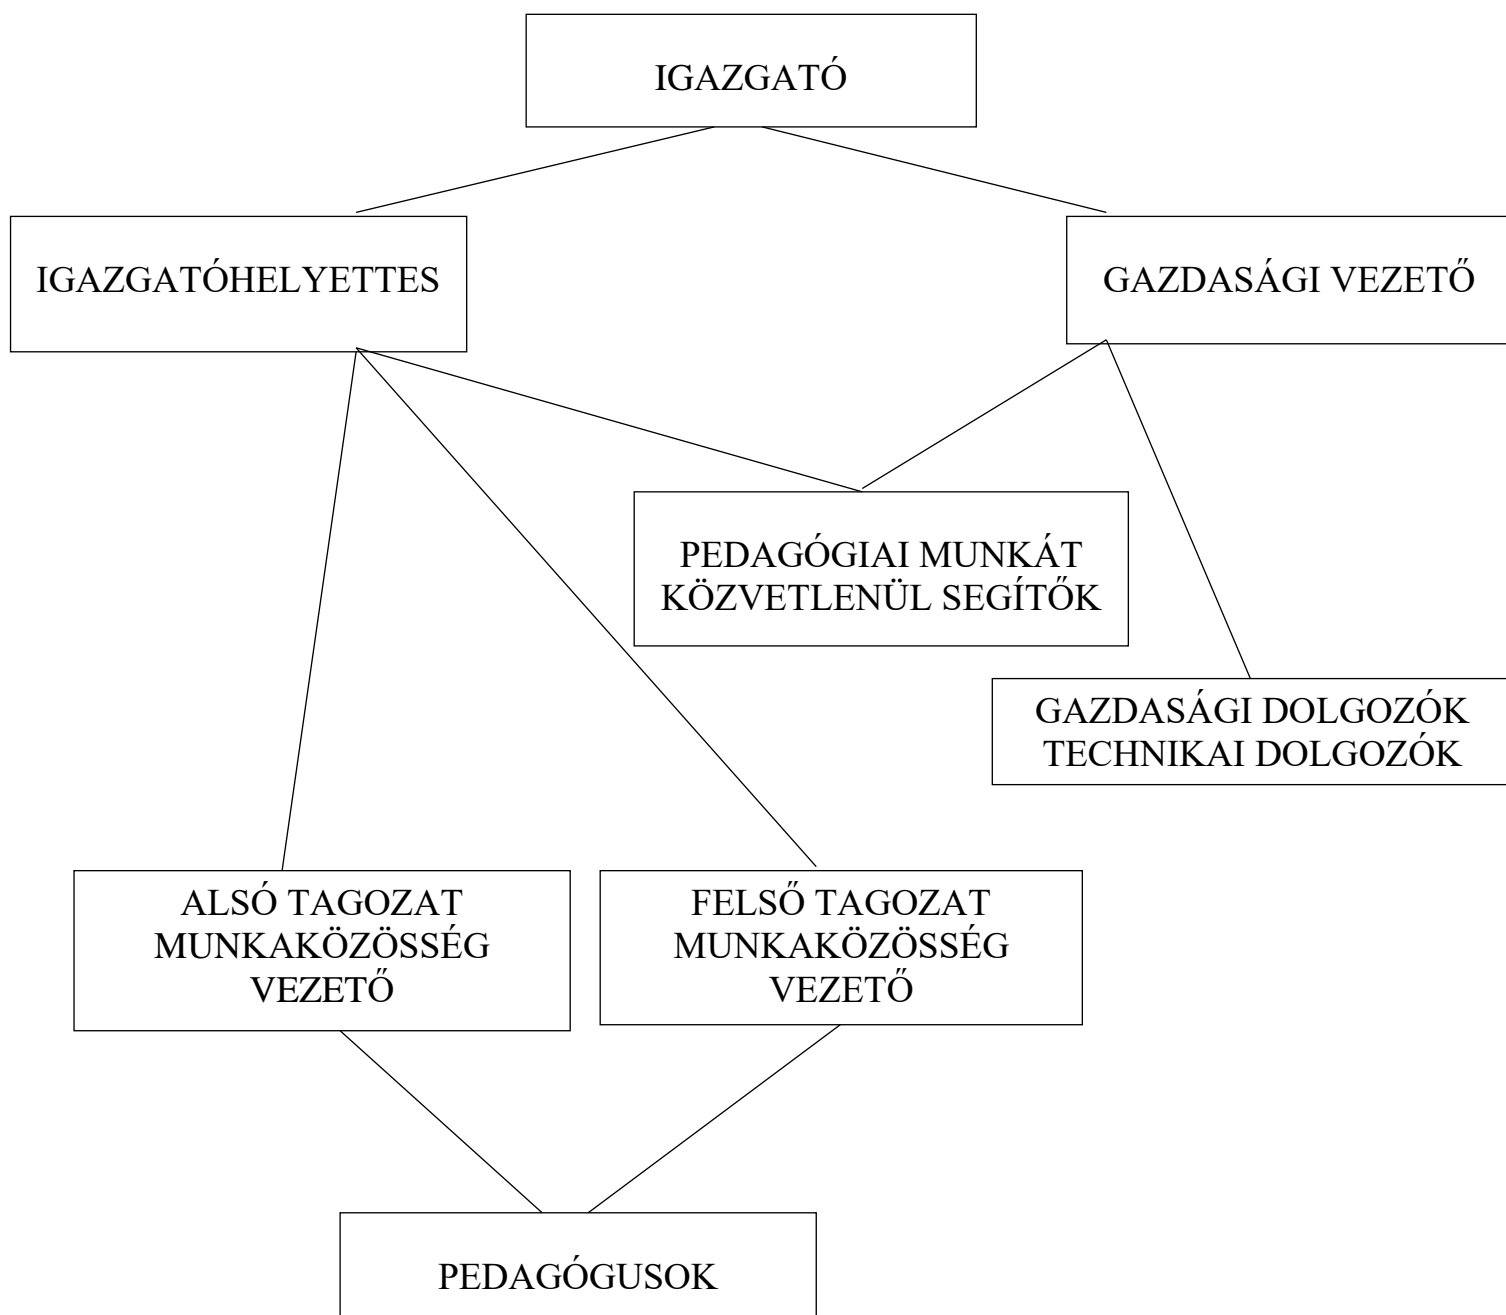 IGAZGATÓ
IGAZGATÓHELYETTES
GAZDASÁGI VEZETŐ
PEDAGÓGIAI MUNKÁT
KÖZVETLENÜL SEGÍTŐK
GAZDASÁGI DOLGOZÓK
TECHNIKAI DOLGOZÓK
ALSÓ TAGOZAT
MUNKAKÖZÖSSÉG
VEZETŐ
FELSŐ TAGOZAT
MUNKAKÖZÖSSÉG
VEZETŐ
PEDAGÓGUSOK